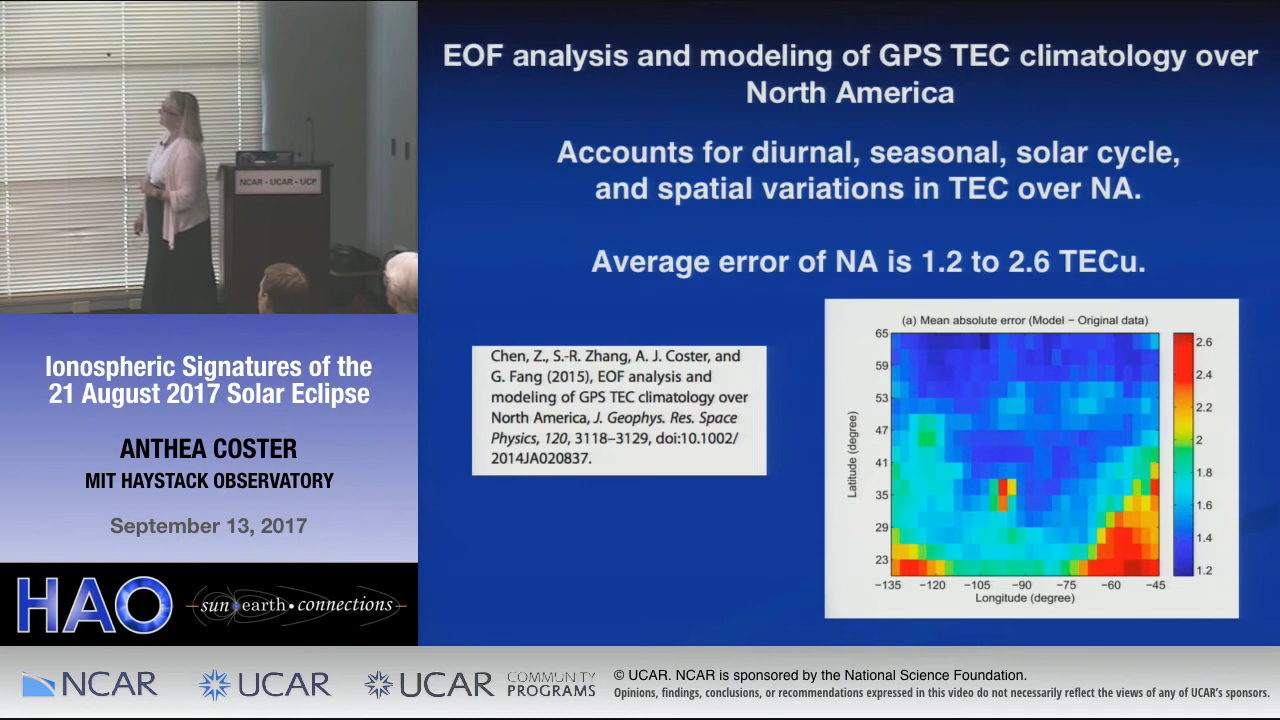 EOF analysis and modeling of GPS TEC climatology over
North America
Accounts for diurnal, seasonal, solar cycle,
and spatial variations in TEC over NA.
Average error of NA is 1.2 to 2.6 TECu.
Chen, Z., S.-R. Zhang, A. J. Coster, and
G. Fang (2015), EOF analysis and
modeling of GPS TEC climatology over
North America, J. Geophys. Res. Space
Physics, 120, 3118–3129, doi:10.1002/
2014JA020837.
(a) Mean absolute error (Model − Original data)
65
59
53
47
41
35
29
23
Latitude (degree)
−135 −120 −105 −90 −75 −60 −45
Longitude (degree)
2.6
2.4
2.2
2
1.8
1.6
1.4
1.2
NCAR • UCAR • UCP
Ionospheric Signatures of the
21 August 2017 Solar Eclipse
ANTHEA COSTER
MIT HAYSTACK OBSERVATORY
September 13, 2017
HAO
sun•earth•connections
NCAR
UCAR
UCAR
COMMUNITY
PROGRAMS
© UCAR. NCAR is sponsored by the National Science Foundation.
Opinions, findings, conclusions, or recommendations expressed in this video do not necessarily reflect the views of any of UCAR's sponsors.